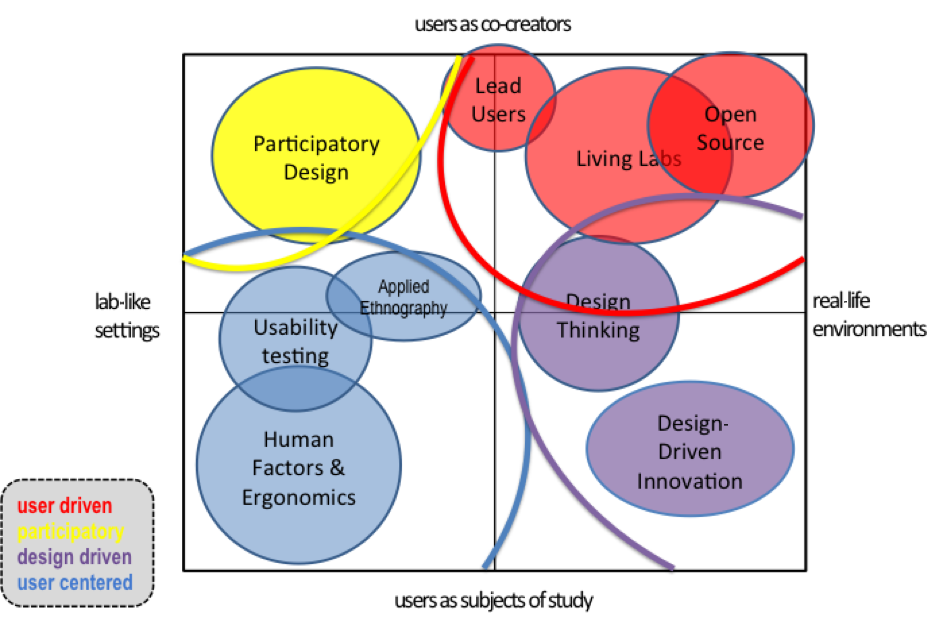 users as co-creators
Lead
Users
Open
Source
Participatory
Design
Living Labs
lab-like
settings
Applied
Ethnography
Usability
testing
Design
Thinking
real-life
environments
Human
Factors &
Ergonomics
Design-
Driven
Innovation
user driven
participatory
design driven
user centered
users as subjects of study